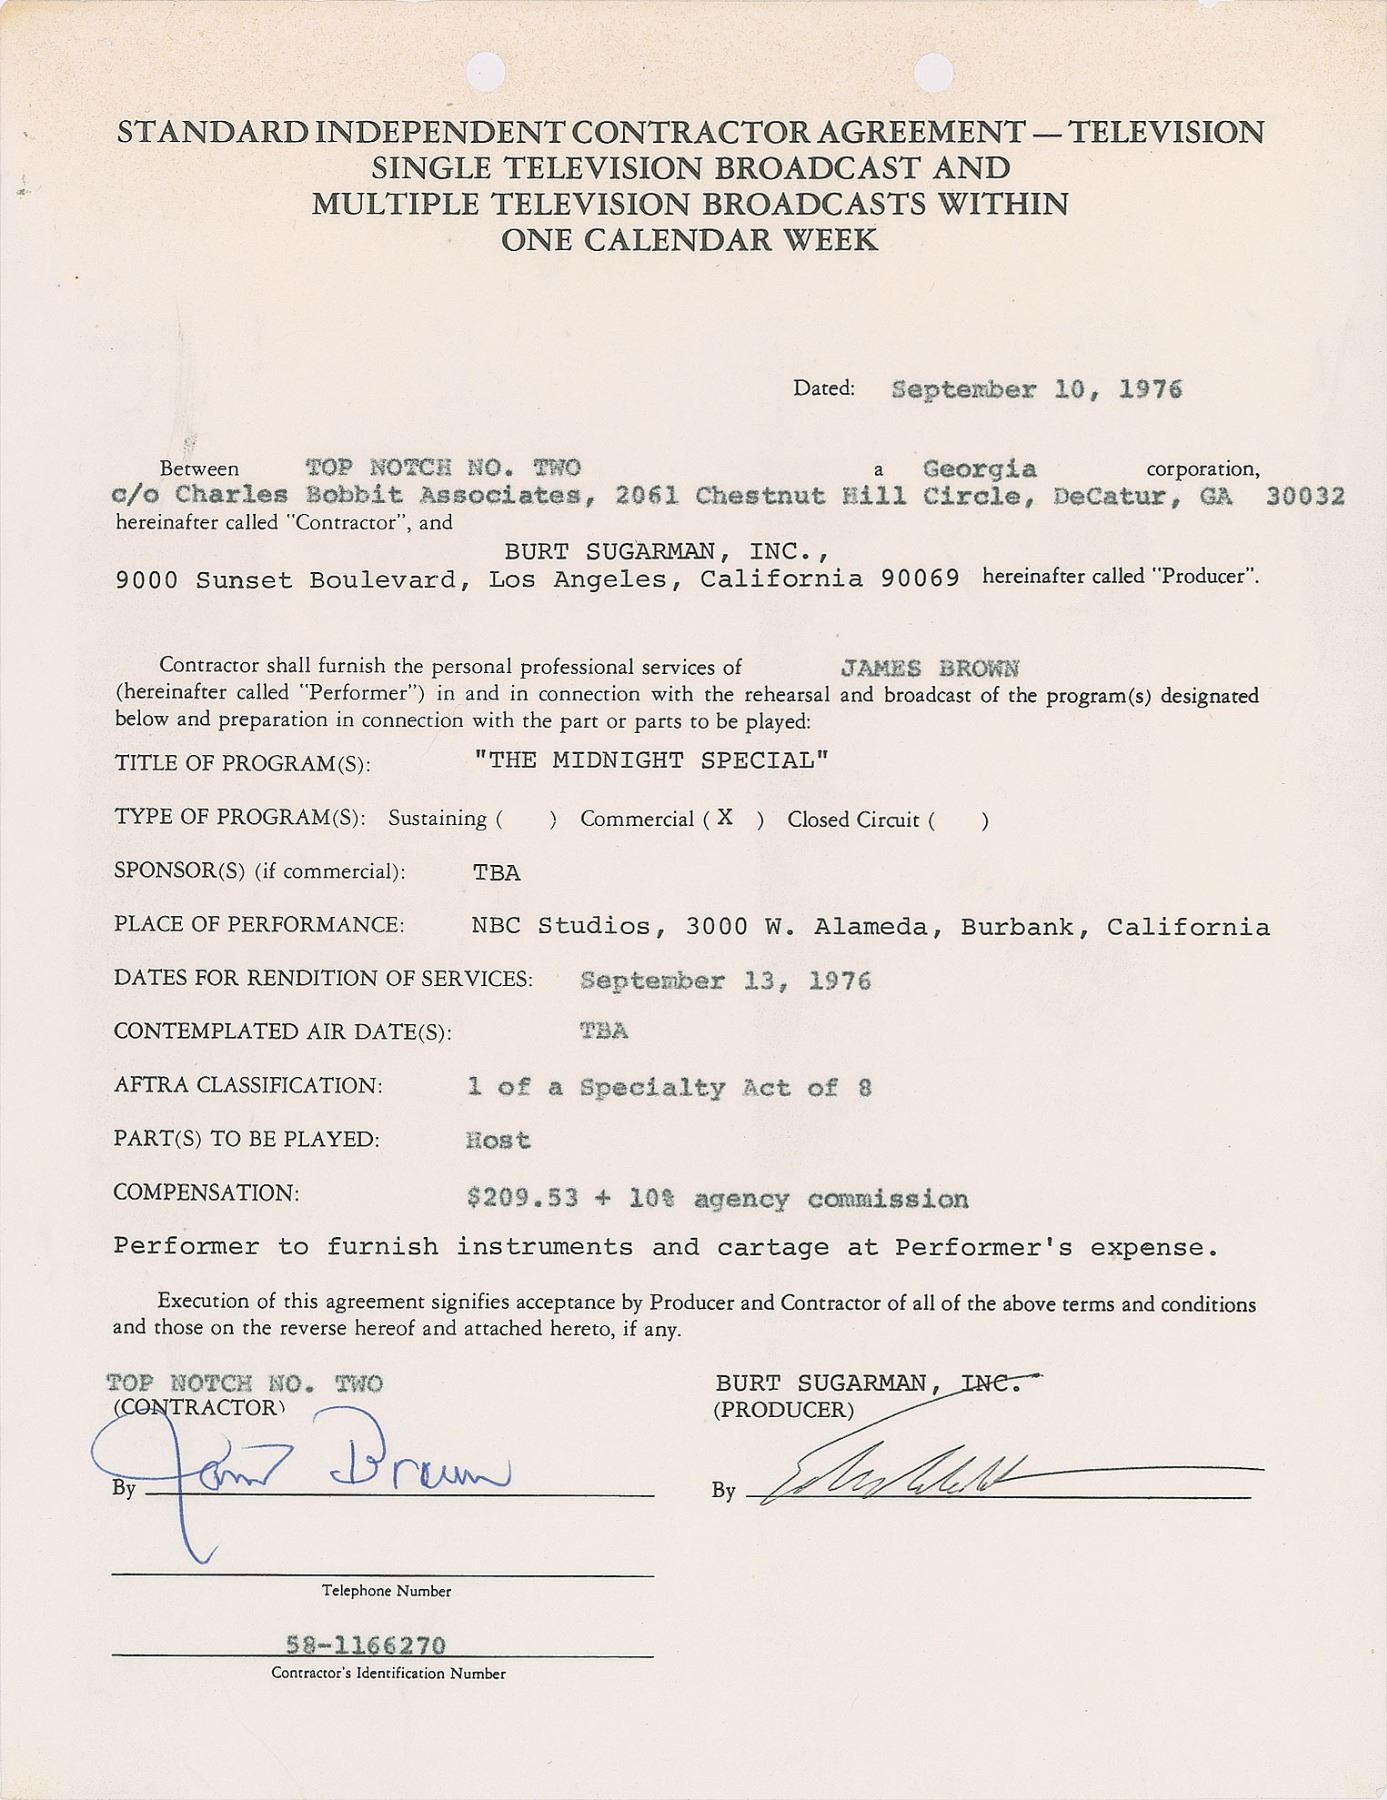 STANDARD INDEPENDENT CONTRACTOR AGREEMENT — TELEVISION
SINGLE TELEVISION BROADCAST AND
MULTIPLE TELEVISION BROADCASTS WITHIN
ONE CALENDAR WEEK
Dated: September 10, 1976
Between TOP NOTCH NO. TWO a Georgia corporation,
c/o Charles Bobbit Associates, 2061 Chestnut Hill Circle, DeCatur, GA 30032
hereinafter called "Contractor", and
BURT SUGARMAN, INC.,
9000 Sunset Boulevard, Los Angeles, California 90069 hereinafter called "Producer".
Contractor shall furnish the personal professional services of JAMES BROWN
(hereinafter called "Performer") in and in connection with the rehearsal and broadcast of the program(s) designated
below and preparation in connection with the part or parts to be played:
TITLE OF PROGRAM(S): "THE MIDNIGHT SPECIAL"
TYPE OF PROGRAM(S): Sustaining ( ) Commercial ( X ) Closed Circuit ( )
SPONSOR(S) (if commercial): TBA
PLACE OF PERFORMANCE: NBC Studios, 3000 W. Alameda, Burbank, California
DATES FOR RENDITION OF SERVICES: September 13, 1976
CONTEMPLATED AIR DATE(S): TBA
AFTRA CLASSIFICATION: 1 of a Specialty Act of 8
PART(S) TO BE PLAYED: Host
COMPENSATION: $209.53 + 10% agency commission
Performer to furnish instruments and cartage at Performer's expense.
Execution of this agreement signifies acceptance by Producer and Contractor of all of the above terms and conditions
and those on the reverse hereof and attached hereto, if any.
TOP NOTCH NO. TWO BURT SUGARMAN, INC.
(CONTRACTOR) (PRODUCER)
By James Brown By
Telephone Number
58-1166270
Contractor's Identification Number